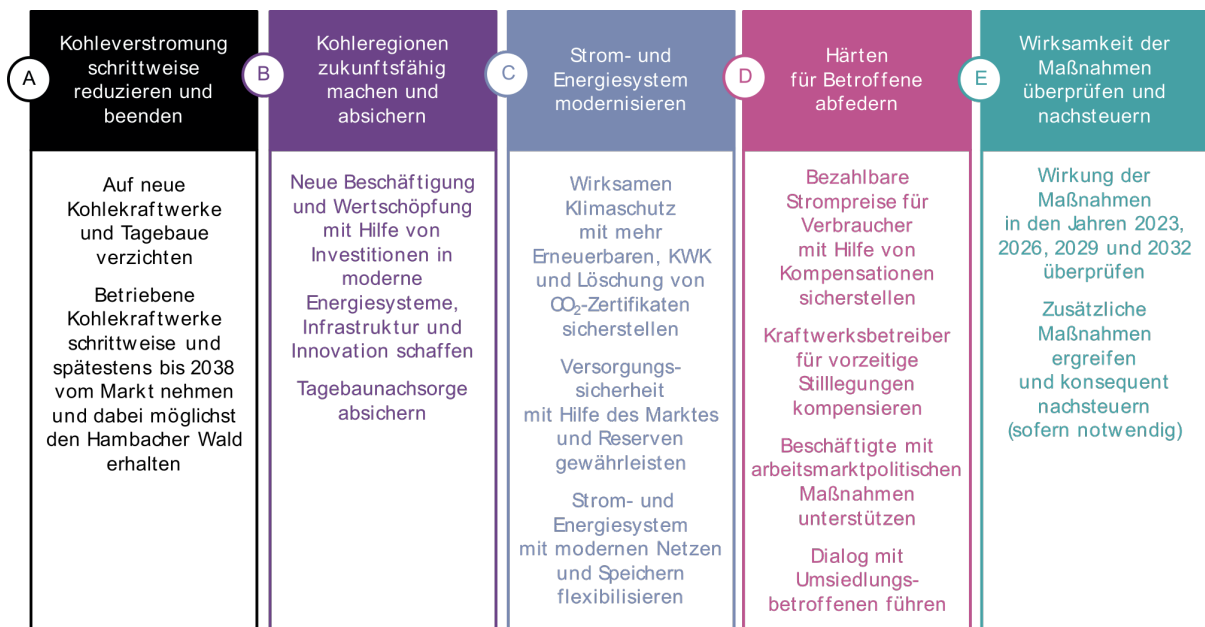 A
Kohleverstromung
schrittweise
reduzieren und
beenden
Auf neue
Kohlekraftwerke
und Tagebaue
verzichten
Betriebene
Kohlekraftwerke
schrittweise und
spätestens bis 2038
vom Markt nehmen
und dabei möglichst
den Hambacher Wald
erhalten
B
Kohleregionen
zukunftsfähig
machen und
absichern
Neue Beschäftigung
und Wertschöpfung
mit Hilfe von
Investitionen in
moderne
Energiesysteme,
Infrastruktur und
Innovation schaffen
Tagebaunachsorge
absichern
C
Strom- und
Energiesystem
modernisieren
Wirksamen
Klimaschutz
mit mehr
Erneuerbaren, KWK
und Löschung von
CO₂-Zertifikaten
sicherstellen
Versorgungs-
sicherheit
mit Hilfe des Marktes
und Reserven
gewährleisten
Strom- und
Energiesystem
mit modernen Netzen
und Speichern
flexibilisieren
D
Härten
für Betroffene
abfedern
Bezahlbare
Strompreise für
Verbraucher
mit Hilfe von
Kompensationen
sicherstellen
Kraftwerksbetreiber
für vorzeitige
Stilllegungen
kompensieren
Beschäftigte mit
arbeitsmarktpolitischen
Maßnahmen
unterstützen
Dialog mit
Umsiedlungs-
betroffenen führen
E
Wirksamkeit der
Maßnahmen
überprüfen und
nachsteuern
Wirkung der
Maßnahmen
in den Jahren 2023,
2026, 2029 und 2032
überprüfen
Zusätzliche
Maßnahmen
ergreifen
und konsequent
nachsteuern
(sofern notwendig)